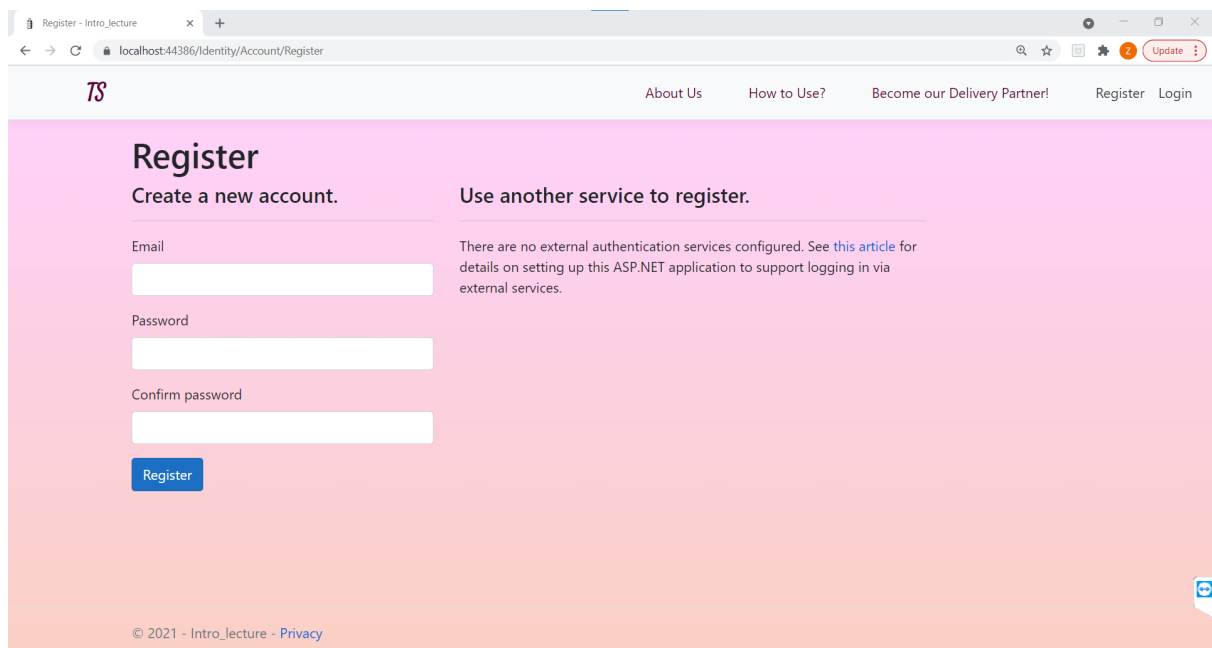 Register - Intro_lecture
localhost:44386/Identity/Account/Register
Z
Update
TS
About Us
How to Use?
Become our Delivery Partner!
Register
Login
Register
Create a new account.
Use another service to register.
Email
There are no external authentication services configured. See this article for
details on setting up this ASP.NET application to support logging in via
external services.
Password
Confirm password
Register
© 2021 - Intro_lecture - Privacy